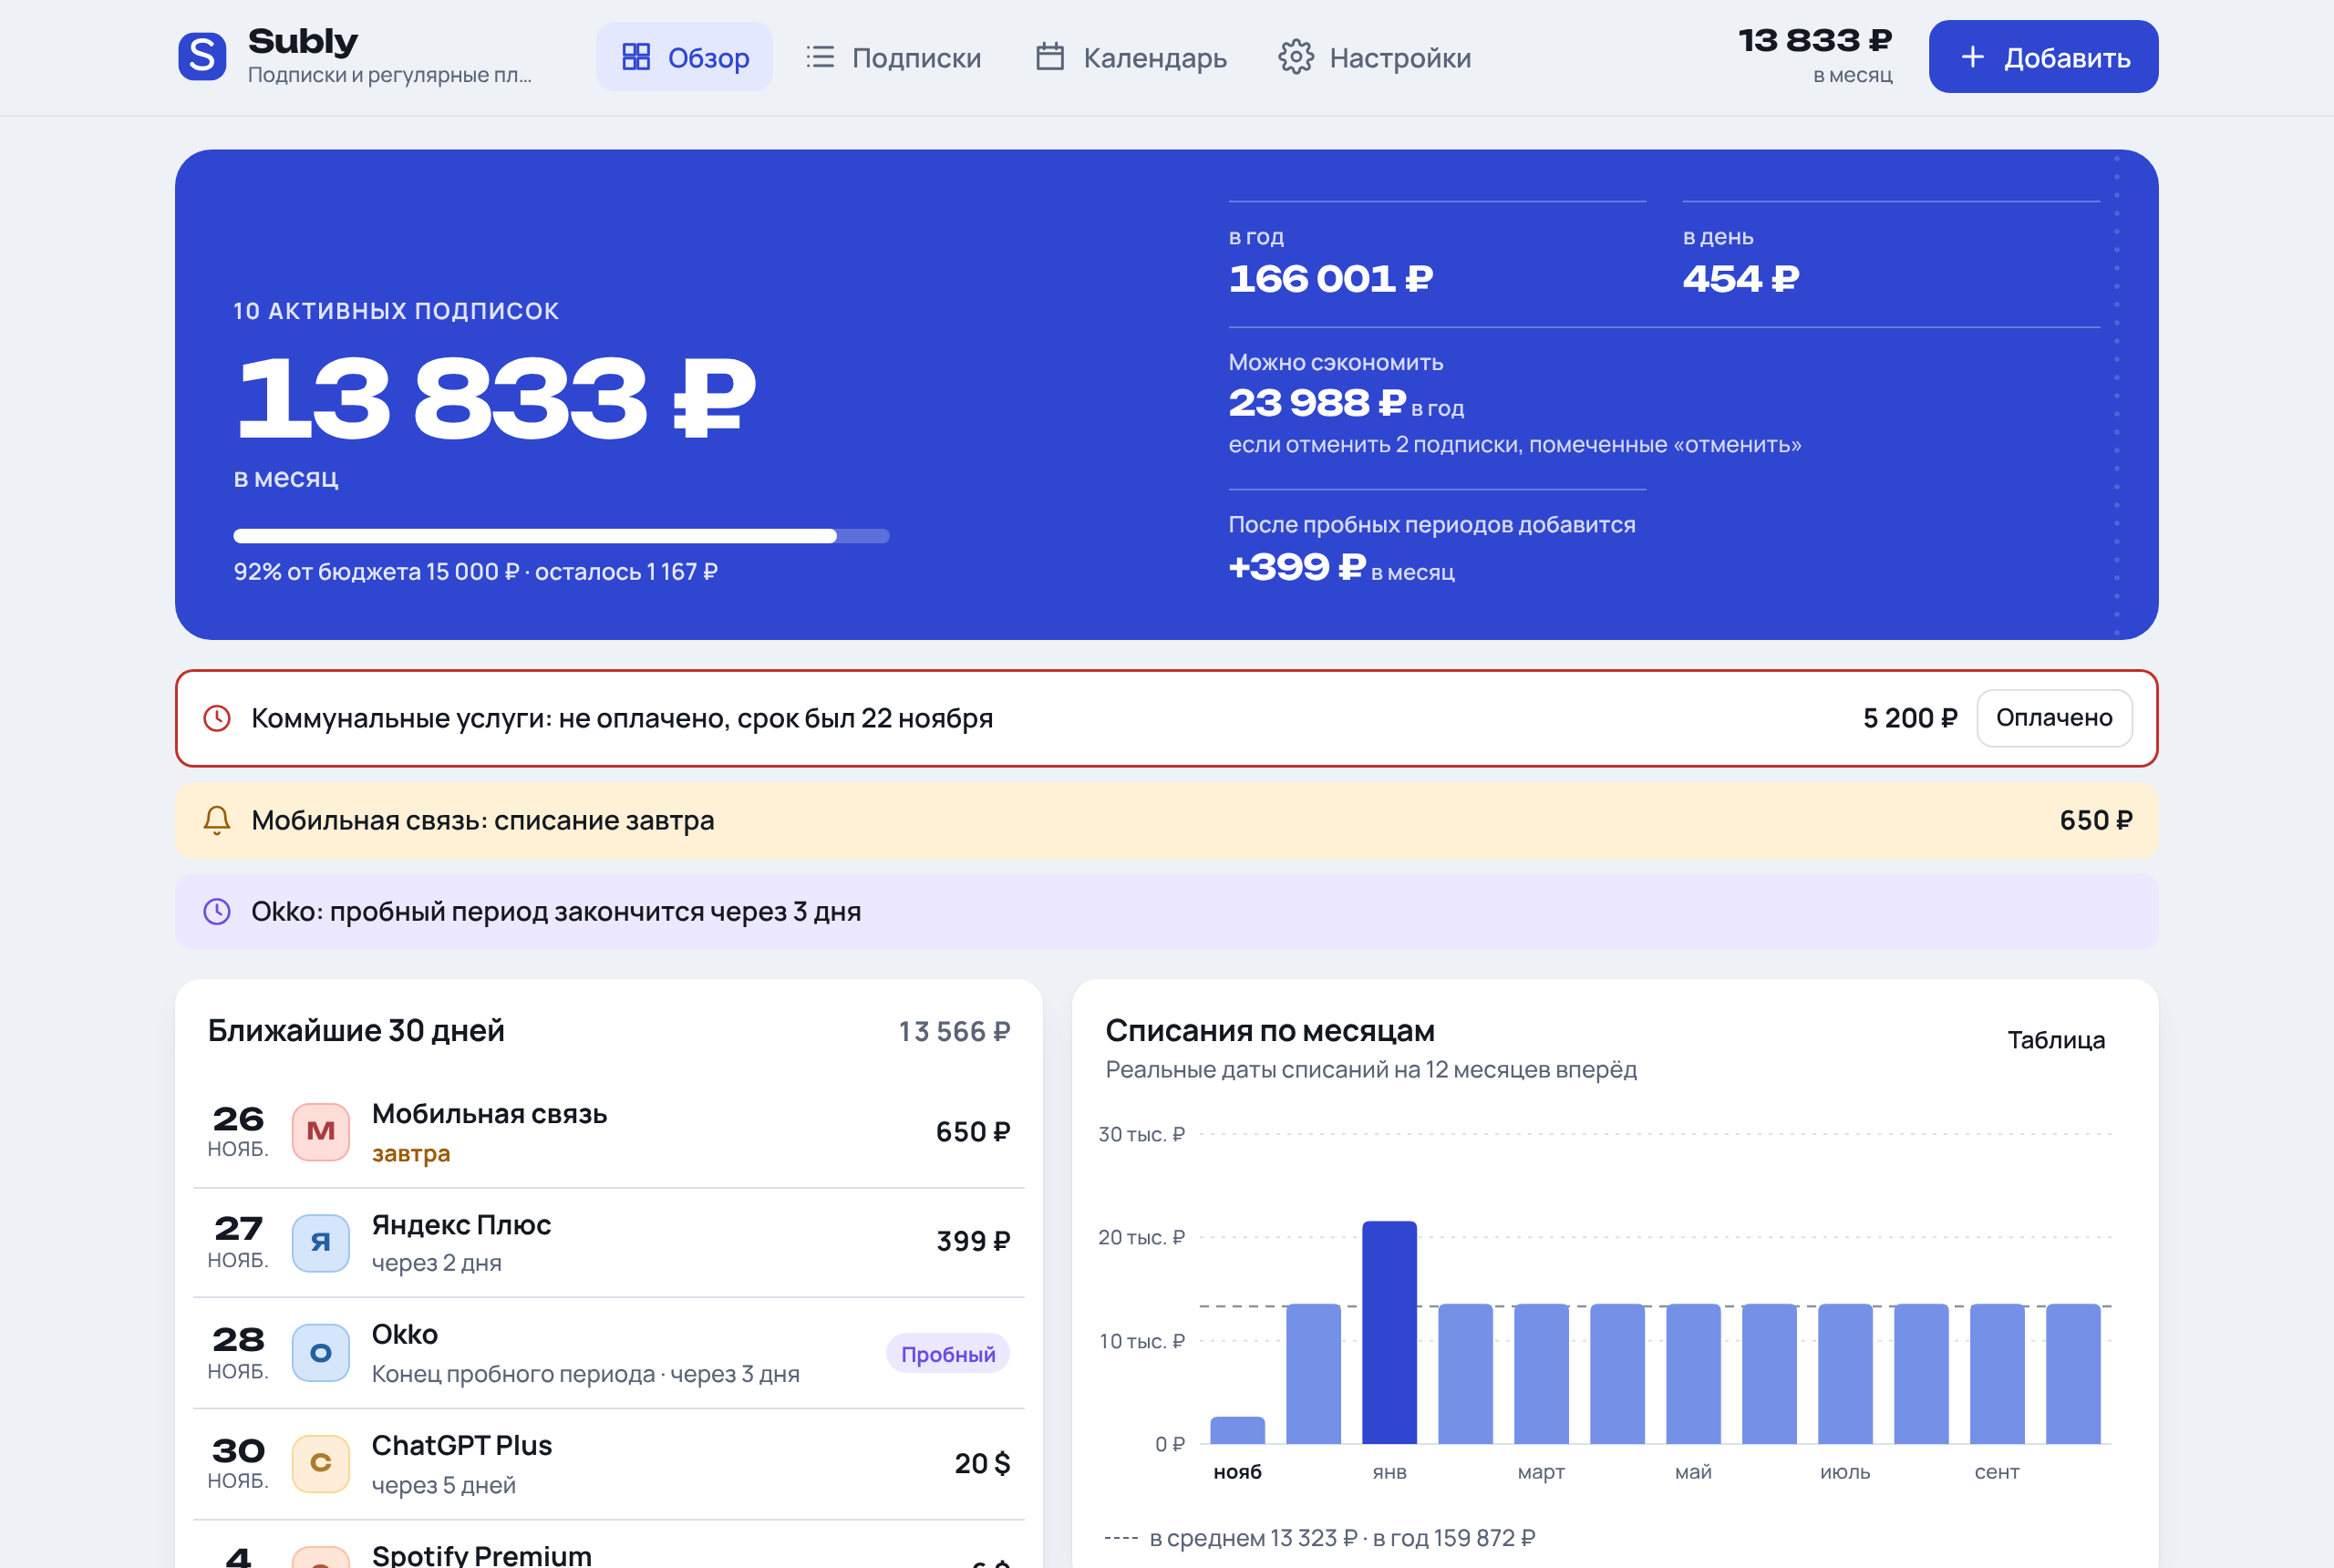 S
Subly
Подписки и регулярные пл...
Обзор
Подписки
Календарь
Настройки
13 833 ₽
в месяц
Добавить
10 АКТИВНЫХ ПОДПИСОК
13 833 ₽
в месяц
92% от бюджета 15 000 ₽ · осталось 1 167 ₽
в год
166 001 ₽
в день
454 ₽
Можно сэкономить
23 988 ₽ в год
если отменить 2 подписки, помеченные «отменить»
После пробных периодов добавится
+399 ₽ в месяц
Коммунальные услуги: не оплачено, срок был 22 ноября
5 200 ₽
Оплачено
Мобильная связь: списание завтра
650 ₽
Okko: пробный период закончится через 3 дня
Ближайшие 30 дней
13 566 ₽
26
НОЯБ.
М
Мобильная связь
завтра
650 ₽
27
НОЯБ.
Я
Яндекс Плюс
через 2 дня
399 ₽
28
НОЯБ.
O
Okko
Конец пробного периода · через 3 дня
Пробный
30
НОЯБ.
C
ChatGPT Plus
через 5 дней
20 $
4
Spotify Premium
Списания по месяцам
Реальные даты списаний на 12 месяцев вперёд
Таблица
30 тыс. ₽
20 тыс. ₽
10 тыс. ₽
0 ₽
нояб
янв
март
май
июль
сент
в среднем 13 323 ₽ · в год 159 872 ₽